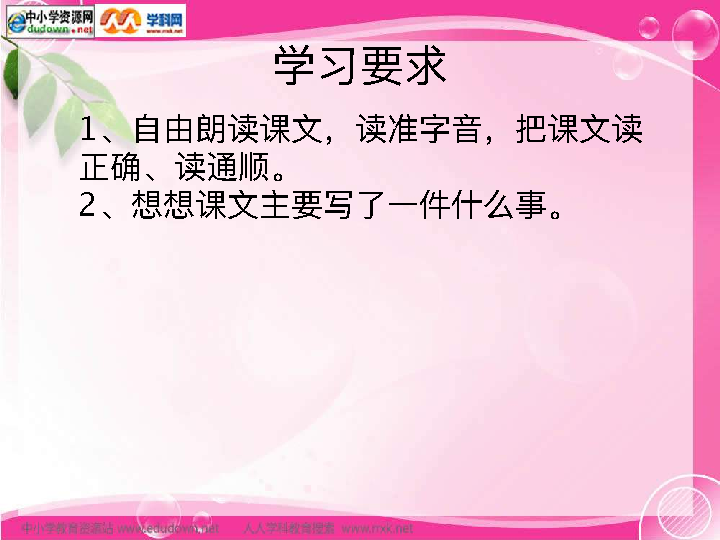 中小学资源网
edudown.net
学科网
www.nxk.net
学习要求
1、自由朗读课文，读准字音，把课文读
正确、读通顺。
2、想想课文主要写了一件什么事。
中小学教育资源站 www.edudown.net 人人学科教育搜索 www.rrxk.net